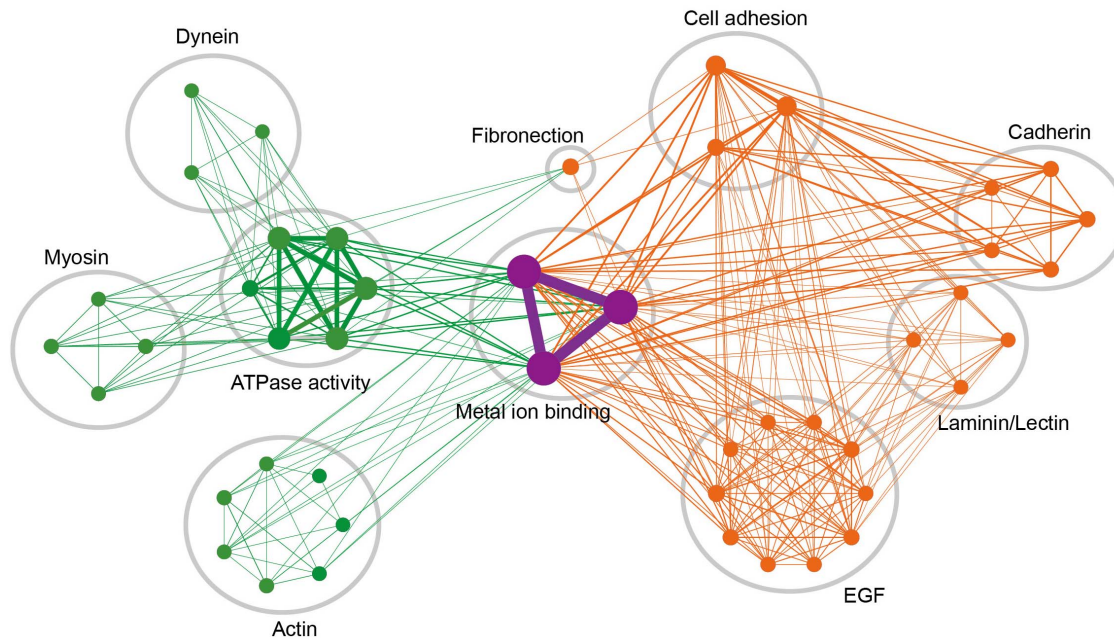 Cell adhesion
Dynein
Fibronection
Cadherin
Myosin
ATPase activity
Metal ion binding
Laminin/Lectin
EGF
Actin